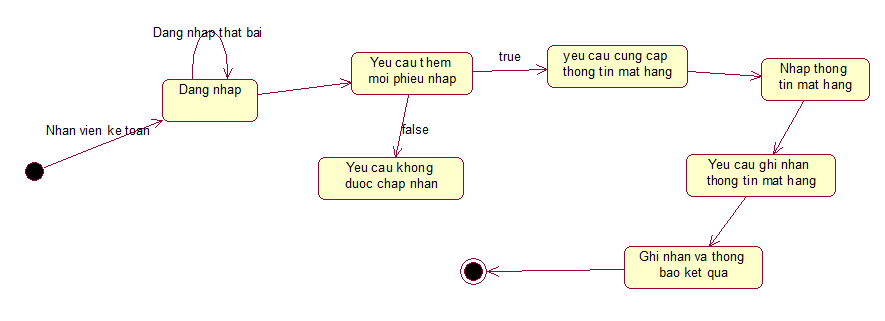 Dang nhap that bai
Dang nhap
Nhan vien ke toan
Yeu cau them
moi phieu nhap
true
false
yeu cau cung cap
thong tin mat hang
Nhap thong
tin mat hang
Yeu cau khong
duoc chap nhan
Yeu cau ghi nhan
thong tin mat hang
Ghi nhan va thong
bao ket qua